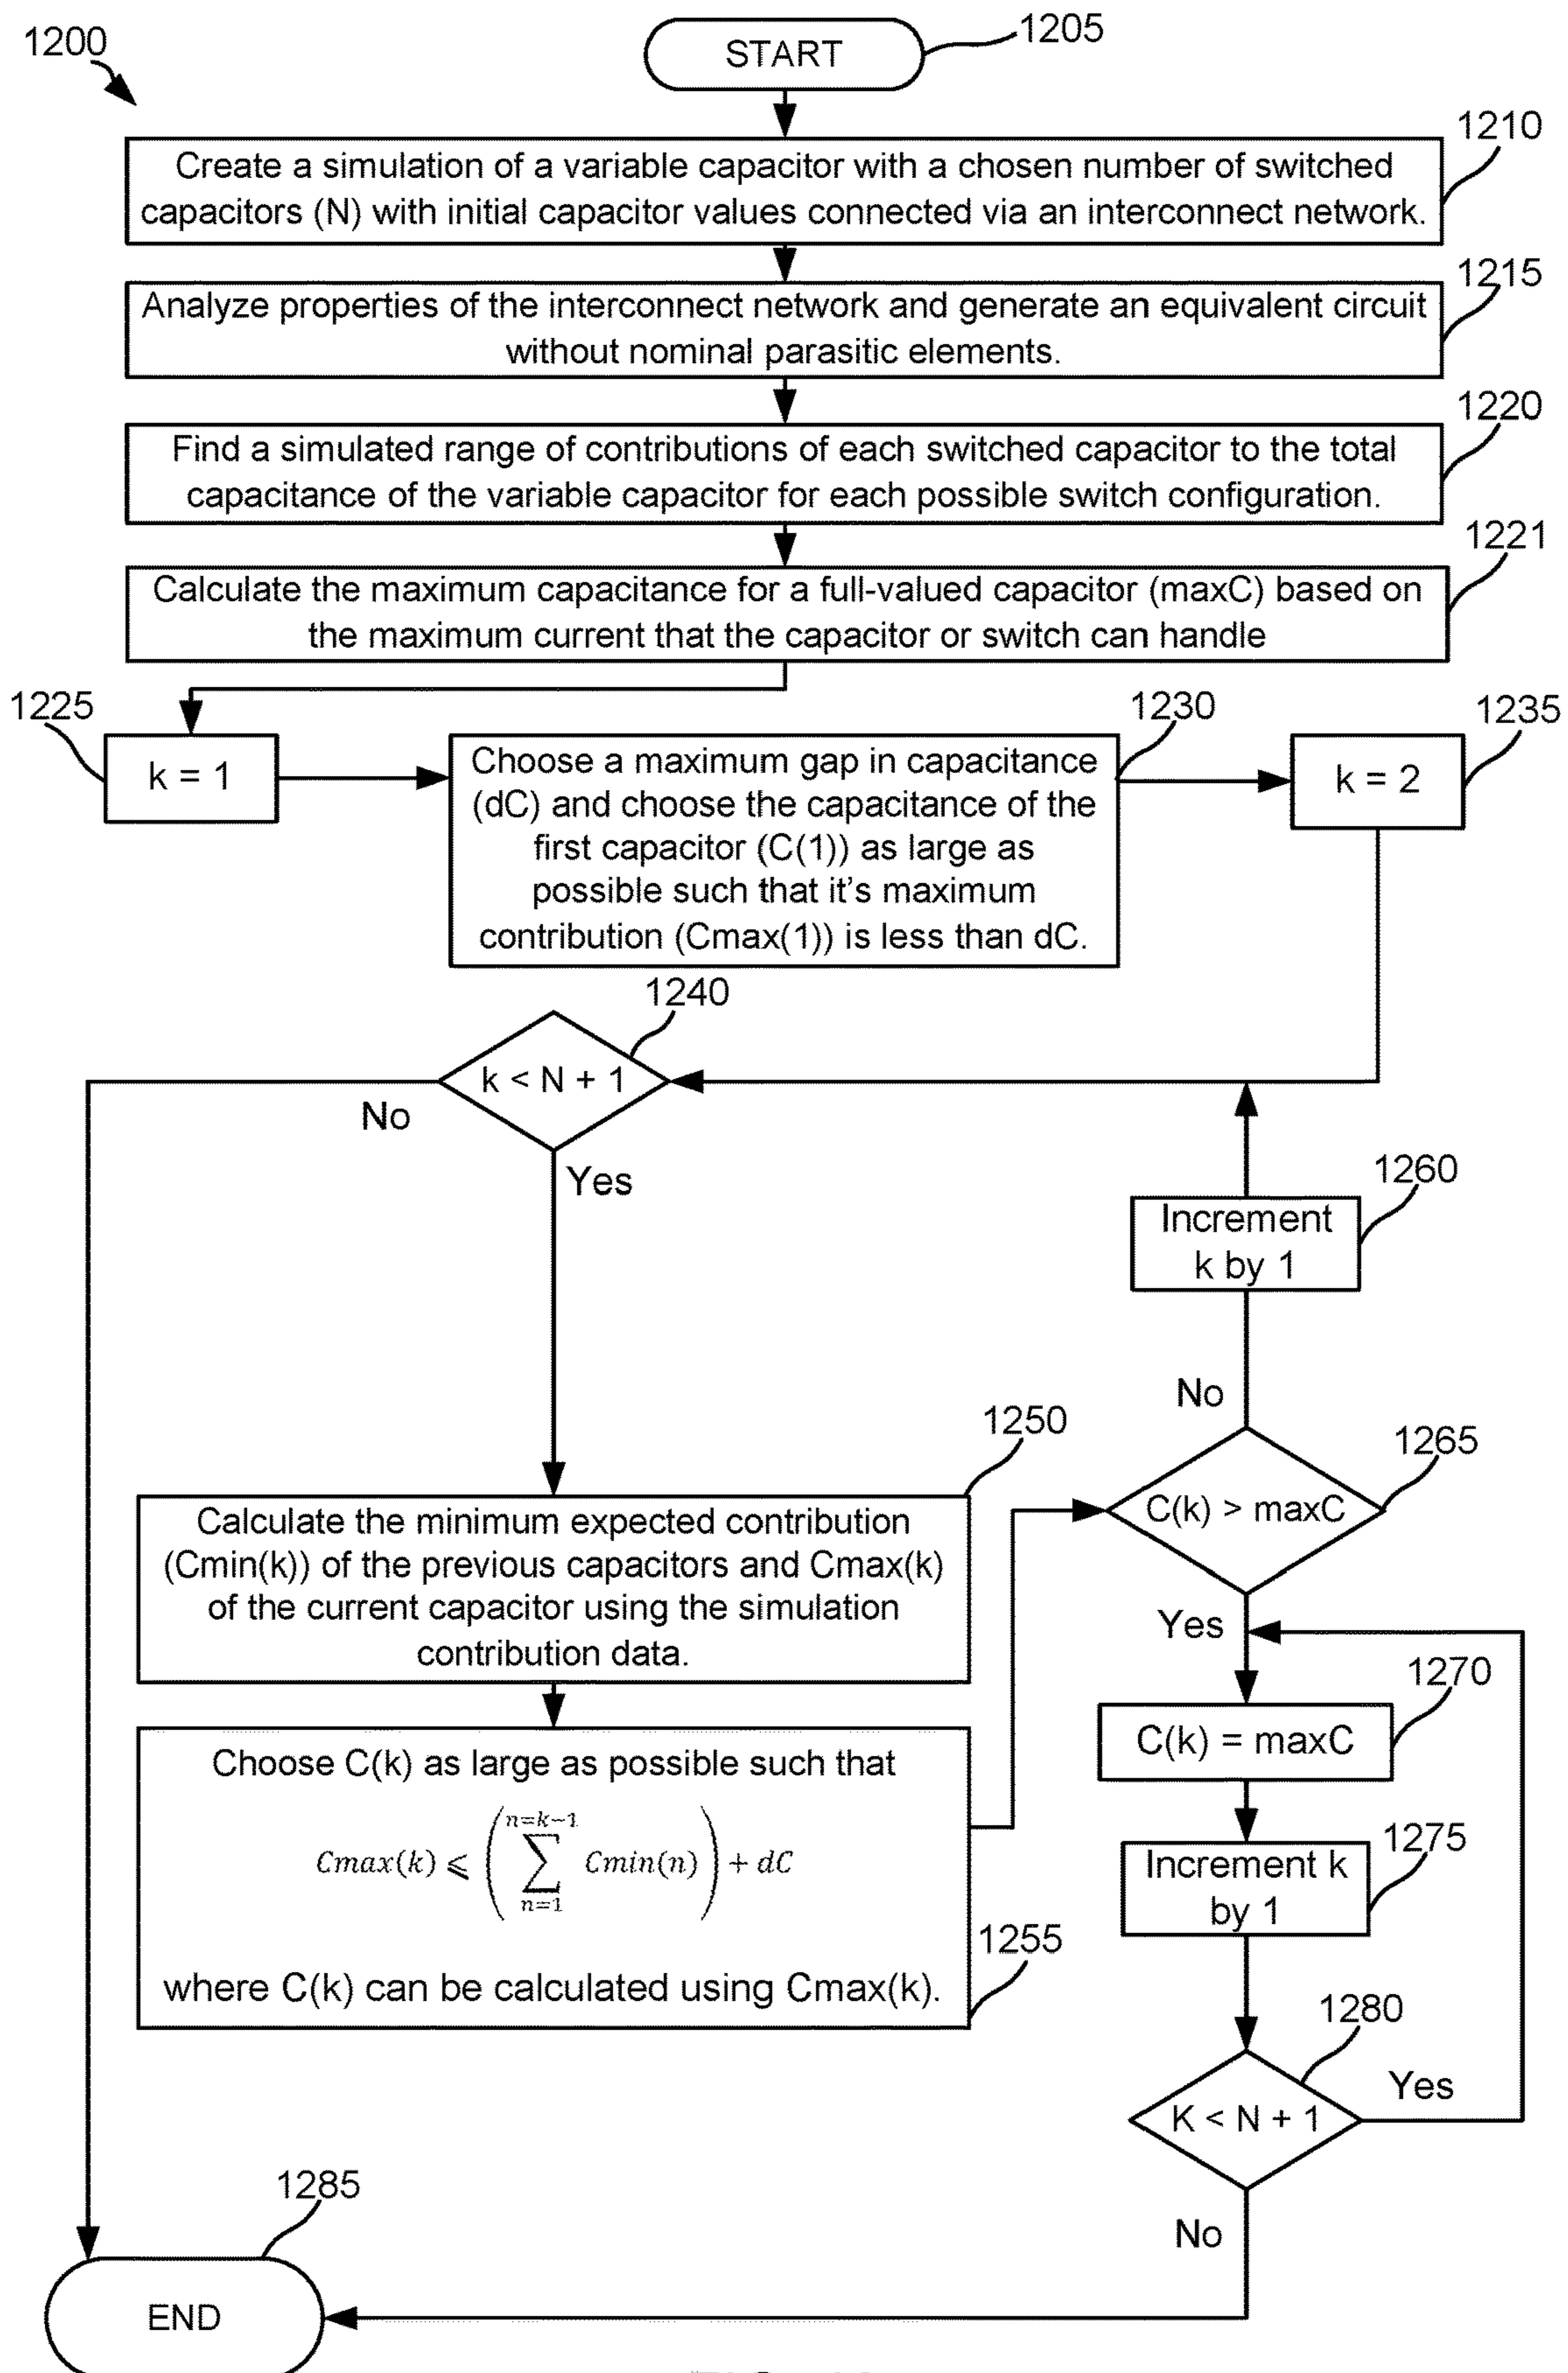 1200
START
1205
1210
Create a simulation of a variable capacitor with a chosen number of switched
capacitors (N) with initial capacitor values connected via an interconnect network.
1215
Analyze properties of the interconnect network and generate an equivalent circuit
without nominal parasitic elements.
1220
Find a simulated range of contributions of each switched capacitor to the total
capacitance of the variable capacitor for each possible switch configuration.
1221
Calculate the maximum capacitance for a full-valued capacitor (maxC) based on
the maximum current that the capacitor or switch can handle
1225
k = 1
1230
Choose a maximum gap in capacitance
(dC) and choose the capacitance of the
first capacitor (C(1)) as large as
possible such that it's maximum
contribution (Cmax(1)) is less than dC.
1235
k = 2
1240
k < N + 1
No
Yes
1260
Increment
k by 1
No
1250
Calculate the minimum expected contribution
(Cmin(k)) of the previous capacitors and Cmax(k)
of the current capacitor using the simulation
contribution data.
1265
C(k) > maxC
Yes
1270
C(k) = maxC
Choose C(k) as large as possible such that
n=k−1
Cmax(k) ⩽ ( ∑ Cmin(n) ) + dC
n=1
where C(k) can be calculated using Cmax(k).
1255
1275
Increment k
by 1
1280
K < N + 1
Yes
No
1285
END